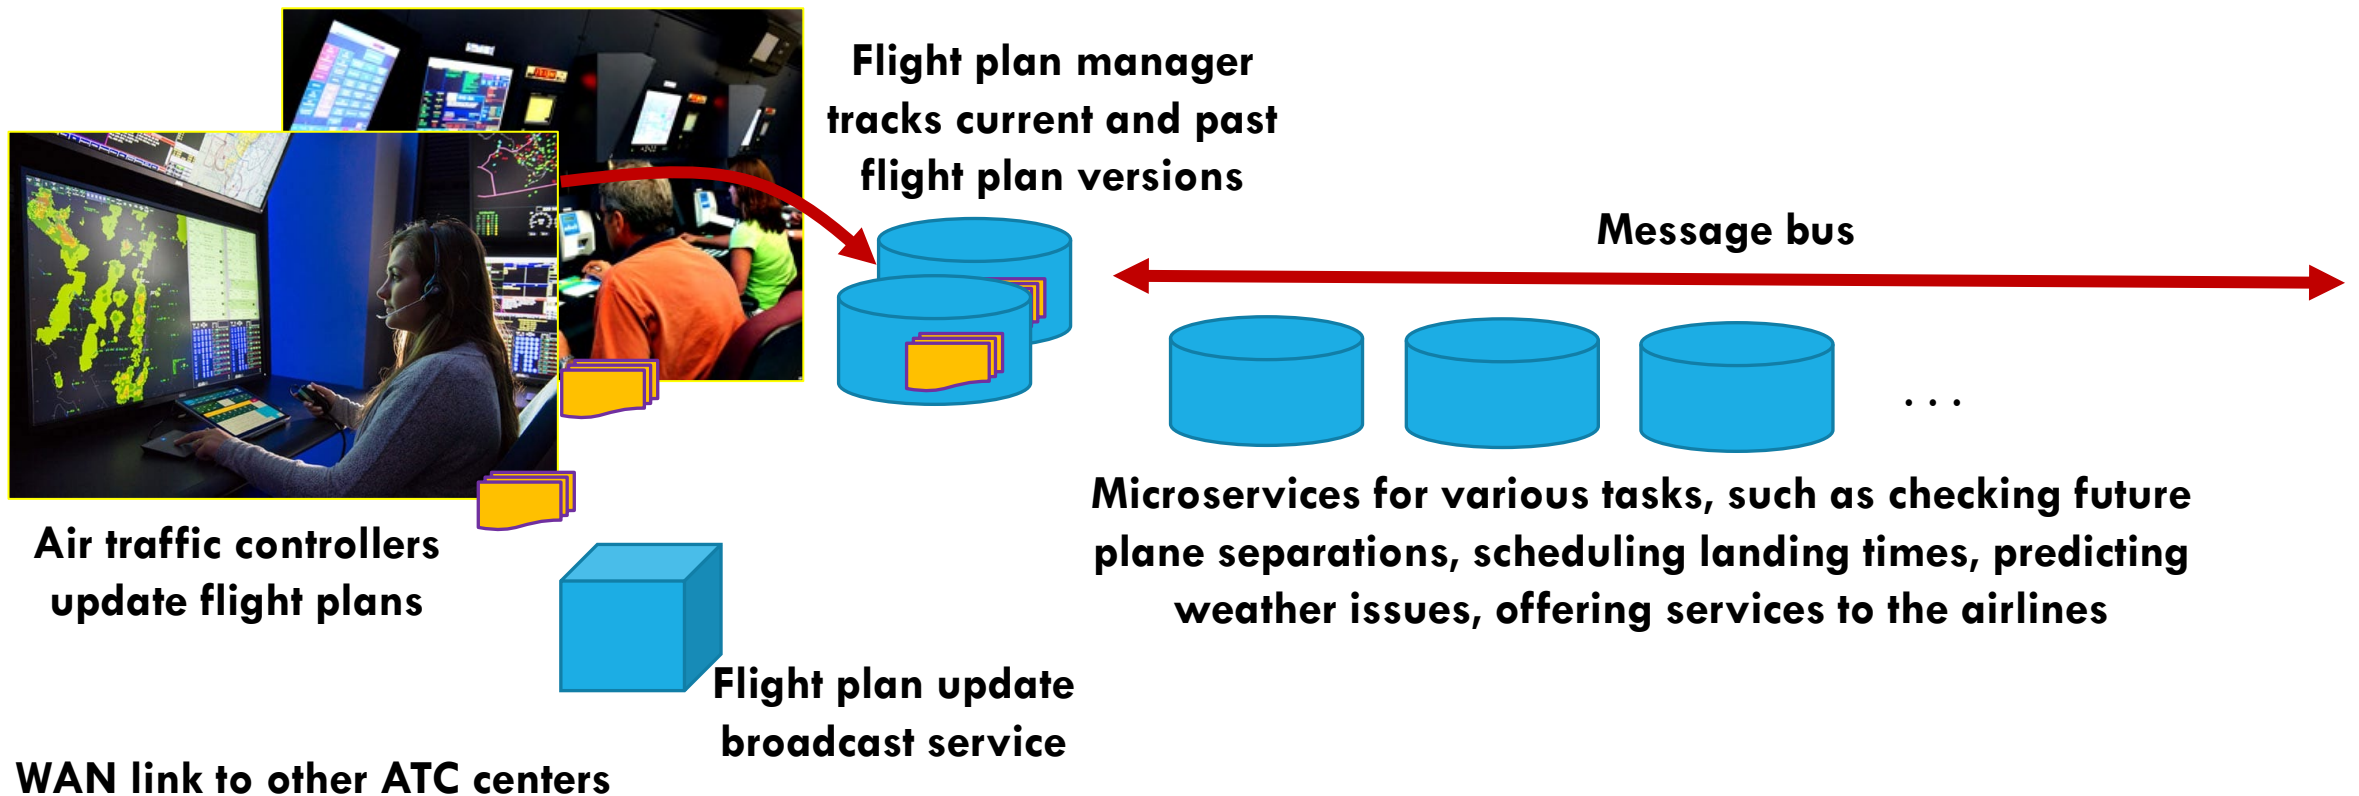 Flight plan manager
tracks current and past
flight plan versions
Message bus
. . .
Microservices for various tasks, such as checking future
plane separations, scheduling landing times, predicting
weather issues, offering services to the airlines
Air traffic controllers
update flight plans
Flight plan update
broadcast service
WAN link to other ATC centers